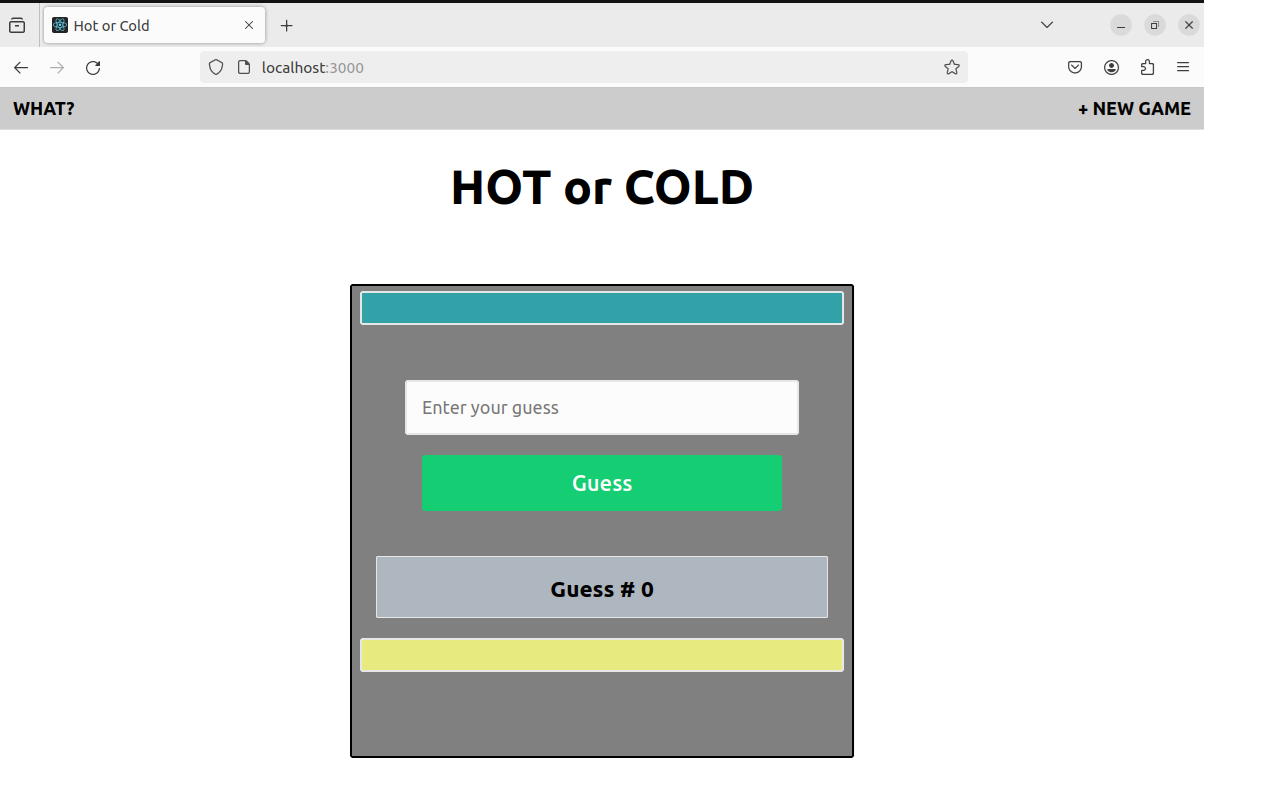 Hot or Cold
localhost:3000
WHAT?
+ NEW GAME
HOT or COLD
Enter your guess
Guess
Guess # 0